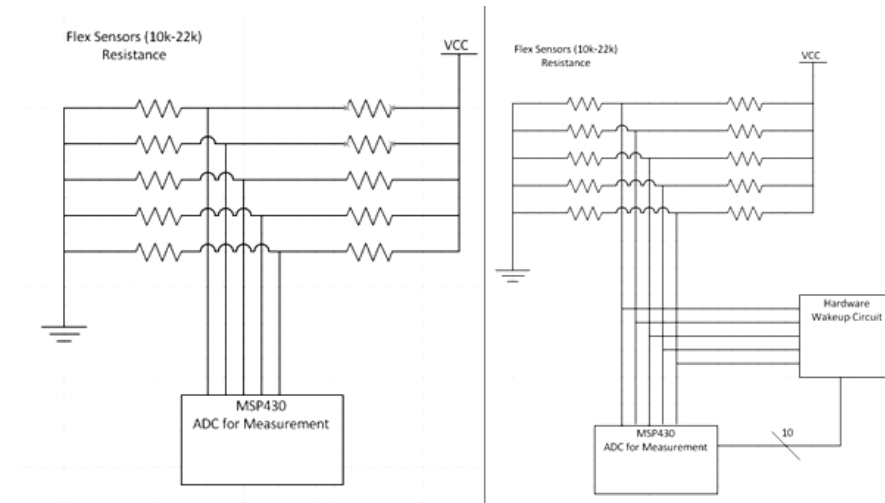 Flex Sensors (10k-22k)
Resistance
VCC
MSP430
ADC for Measurement
Flex Sensors (10k-22k)
Resistance
VCC
Hardware
Wakeup Circuit
10
MSP430
ADC for Measurement